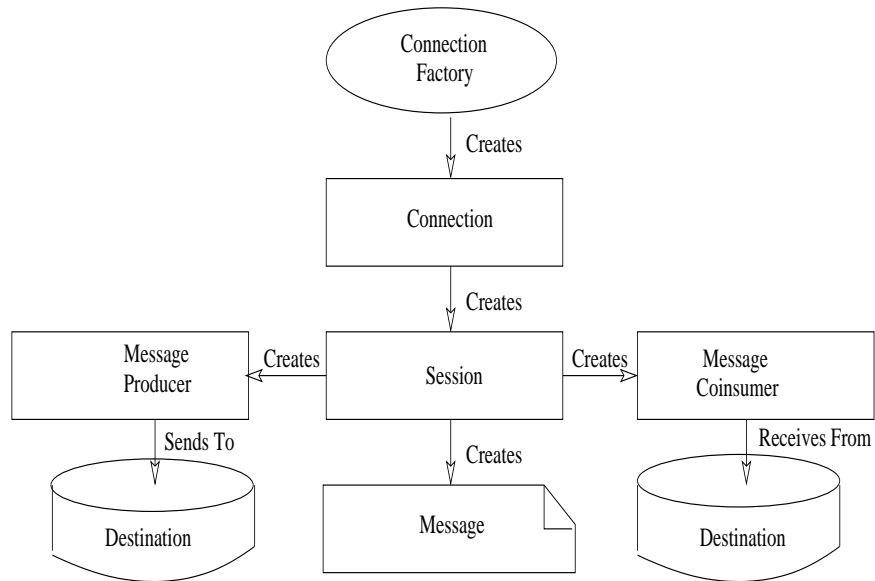 Connection
Factory
Creates
Connection
Creates
Message
Producer
Creates
Session
Creates
Message
Coinsumer
Sends To
Creates
Receives From
Destination
Message
Destination